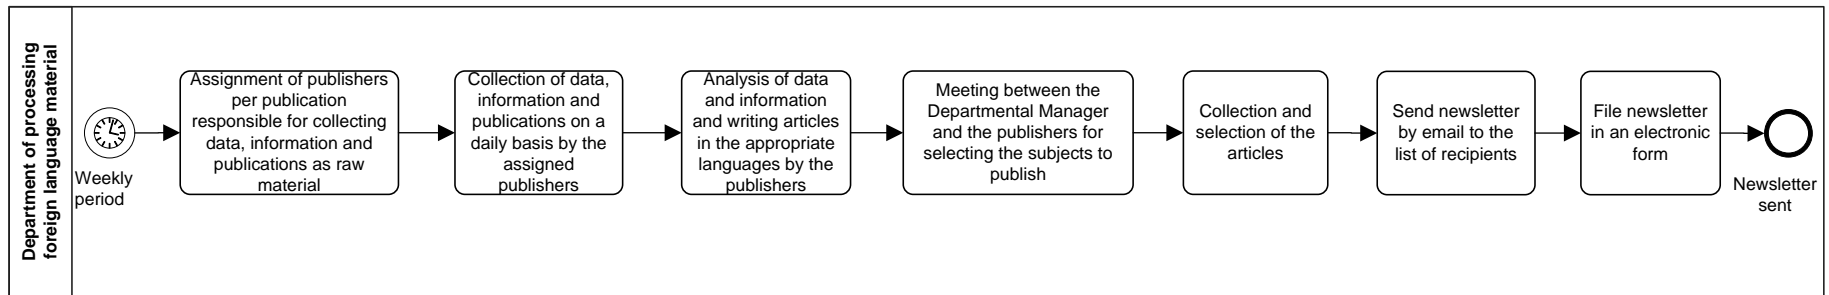 Department of processing
foreign language material
Weekly
period
Assignment of publishers
per publication
responsible for collecting
data, information and
publications as raw
material
Collection of data,
information and
publications on a
daily basis by the
assigned
publishers
Analysis of data
and information
and writing articles
in the appropriate
languages by the
publishers
Meeting between the
Departmental Manager
and the publishers for
selecting the subjects to
publish
Collection and
selection of the
articles
Send newsletter
by email to the
list of recipients
File newsletter
in an electronic
form
Newsletter
sent